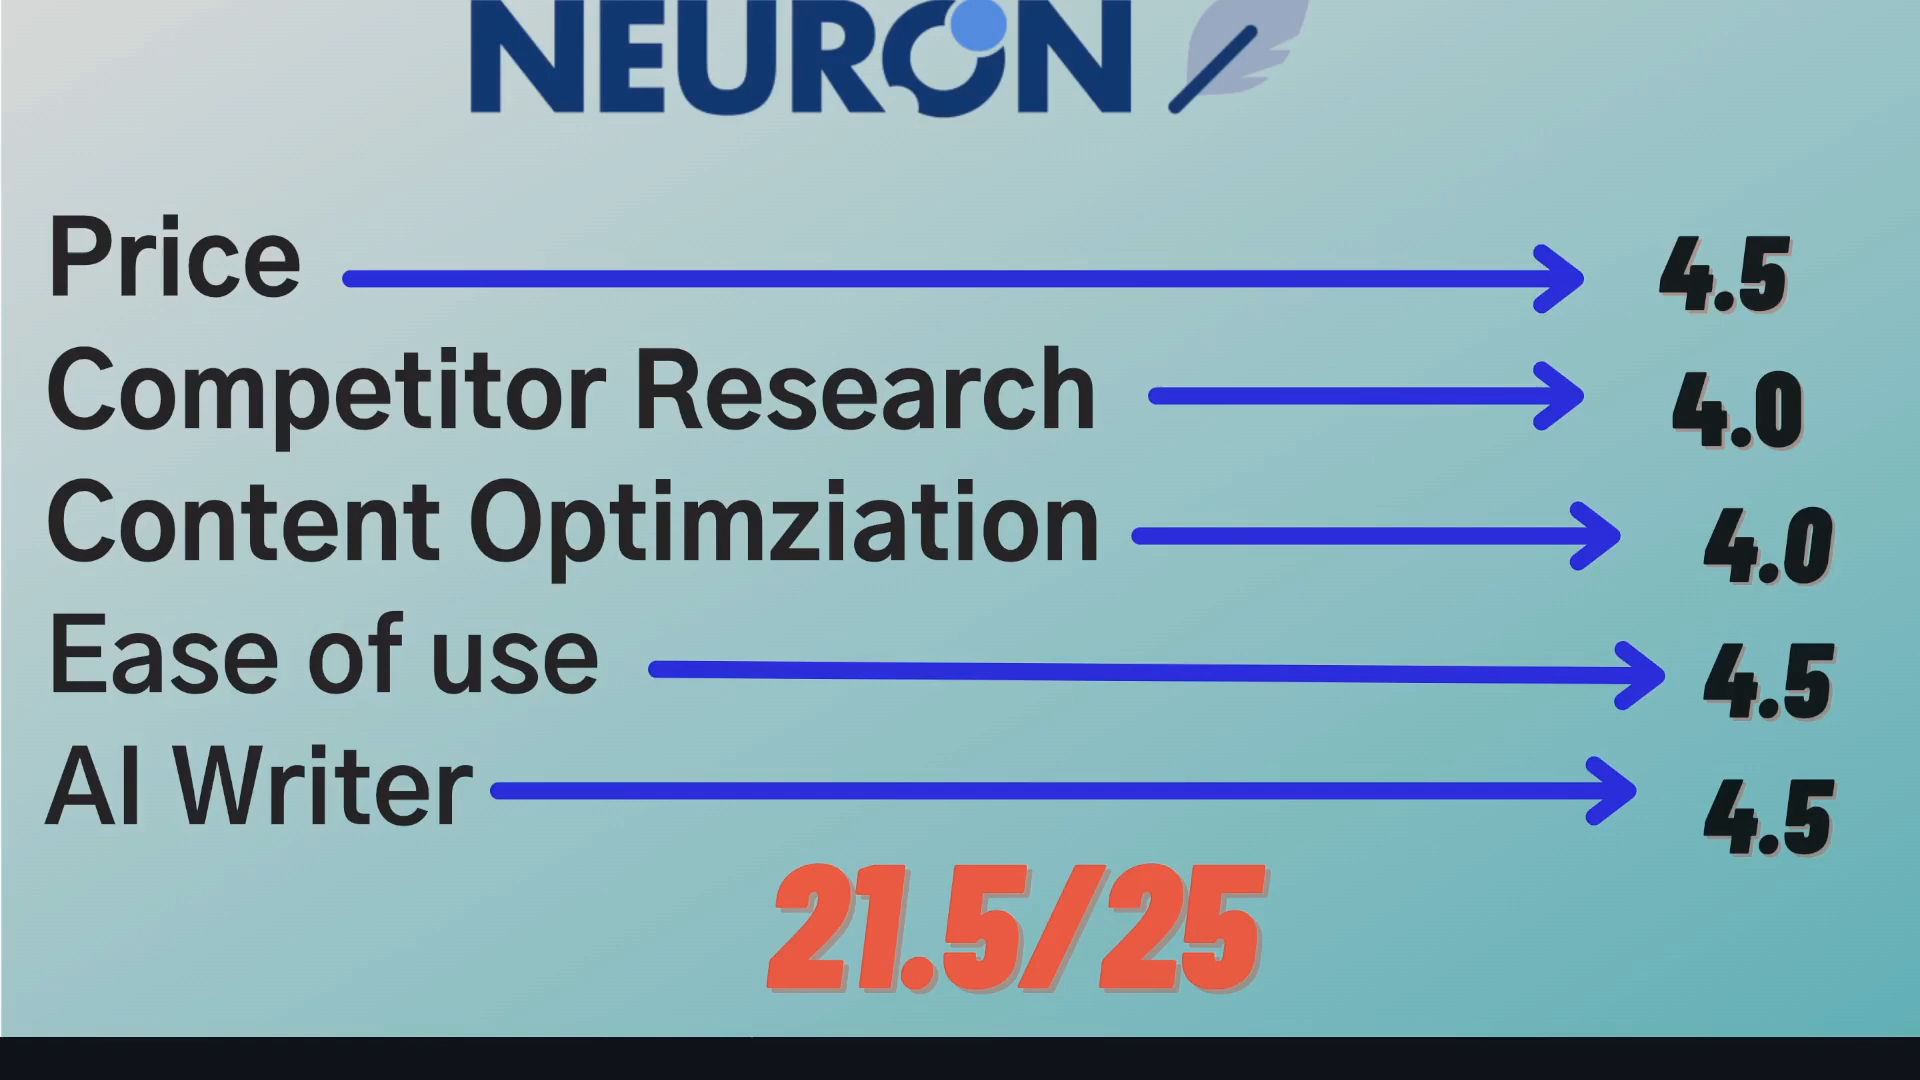 NEURON
Price 4.5
Competitor Research 4.0
Content Optimziation 4.0
Ease of use 4.5
AI Writer 4.5
21.5/25